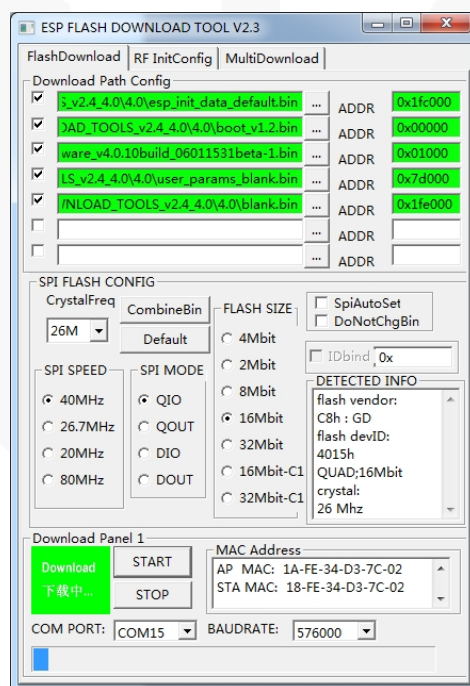 ESP FLASH DOWNLOAD TOOL V2.3
FlashDownload RF InitConfig MultiDownload
Download Path Config
S_v2.4_4.0\4.0\esp_init_data_default.bin ... ADDR 0x1fc000
OAD_TOOLS_v2.4_4.0\4.0\boot_v1.2.bin ... ADDR 0x00000
ware_v4.0.10build_06011531beta-1.bin ... ADDR 0x01000
LS_v2.4_4.0\4.0\user_params_blank.bin ... ADDR 0x7d000
NLOAD_TOOLS_v2.4_4.0\4.0\blank.bin ... ADDR 0x1fe000
... ADDR
... ADDR
SPI FLASH CONFIG
CrystalFreq
26M
CombineBin
Default
SPI SPEED
40MHz
26.7MHz
20MHz
80MHz
SPI MODE
QIO
QOUT
DIO
DOUT
FLASH SIZE
4Mbit
2Mbit
8Mbit
16Mbit
32Mbit
16Mbit-C1
32Mbit-C1
SpiAutoSet
DoNotChgBin
IDbind 0x
DETECTED INFO
flash vendor:
C8h : GD
flash devID:
4015h
QUAD;16Mbit
crystal:
26 Mhz
Download Panel 1
Download
下载中...
START
STOP
MAC Address
AP MAC: 1A-FE-34-D3-7C-02
STA MAC: 18-FE-34-D3-7C-02
COM PORT: COM15 BAUDRATE: 576000